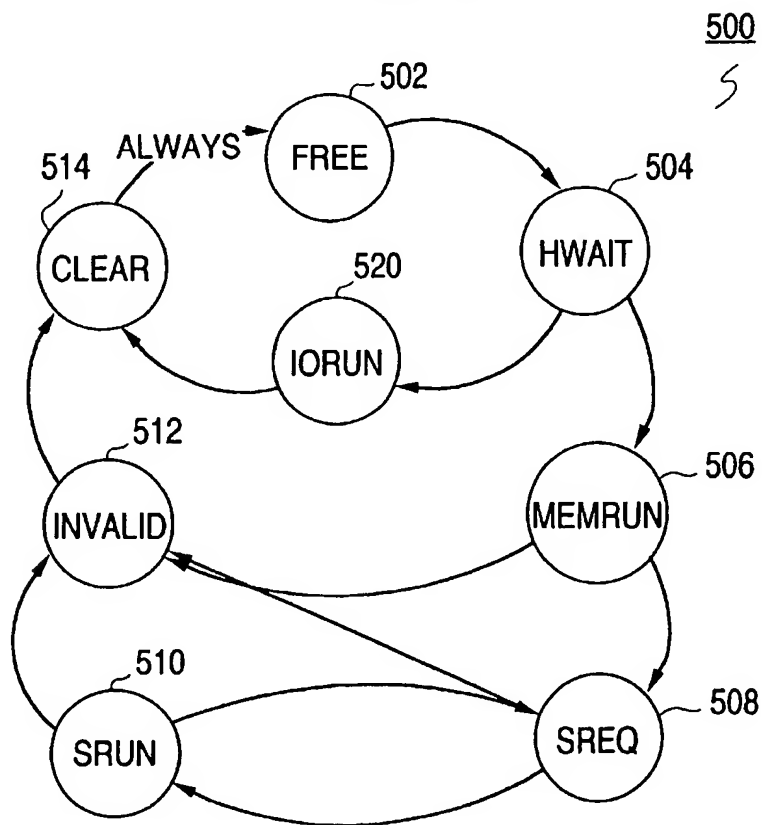 500
502
ALWAYS
FREE
514
504
CLEAR
HWAIT
520
IORUN
512
506
INVALID
MEMRUN
510
508
SRUN
SREQ